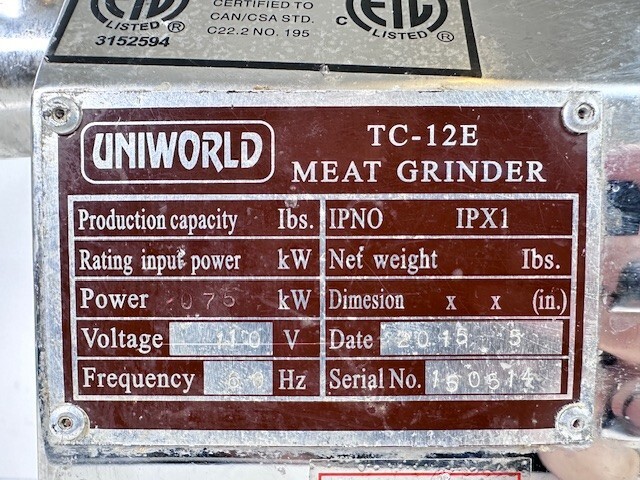 CERTIFIED TO
CAN/CSA STD.
C22.2 NO. 195
LISTED
3152594
C
LISTED
UNIWORLD
TC-12E
MEAT GRINDER
Production capacity Lbs. IPNO IPX1
Rating input power kW Net weight Lbs.
Power 075 kW Dimesion x x (in.)
Voltage 110 V Date 2015 5
Frequency 60 Hz Serial No. 150514